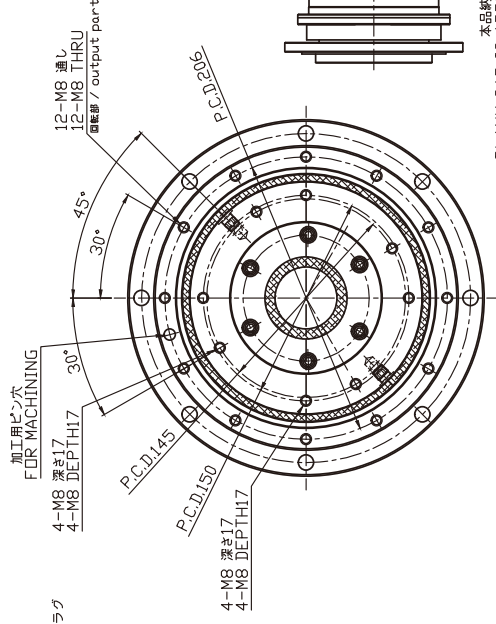 12-M8 通し
12-M8 THRU
回転部 / output part
P.C.D.206
45°
30°
30°
加工用ピン穴
FOR MACHINING
4-M8 深さ17
4-M8 DEPTH17
P.C.D.145
P.C.D.150
4-M8 深さ17
4-M8 DEPTH17
ラグ
本品納